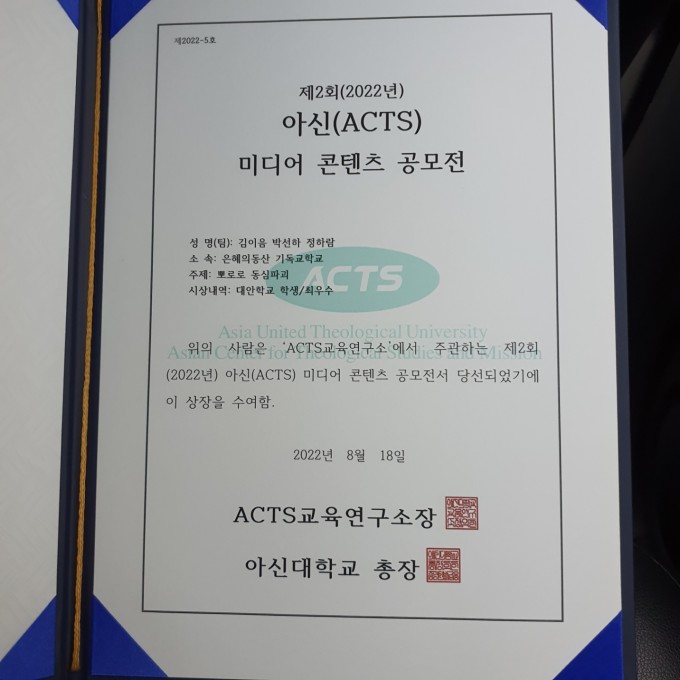 제2022-5호
제2회(2022년)
아신(ACTS)
미디어 콘텐츠 공모전
성 명(팀): 김이음 박선하 정하람
소 속: 은혜의동산 기독교학교
주제: 뽀로로 동심파괴
시상내역: 대안학교 학생/최우수
ACTS
Asia United Theological University
Asian Center for Theological Studies and Mission
위의 사람은 'ACTS교육연구소'에서 주관하는 제2회
(2022년) 아신(ACTS) 미디어 콘텐츠 공모전서 당선되었기에
이 상장을 수여함.
2022년 8월 18일
ACTS교육연구소장
아신대학교 총장